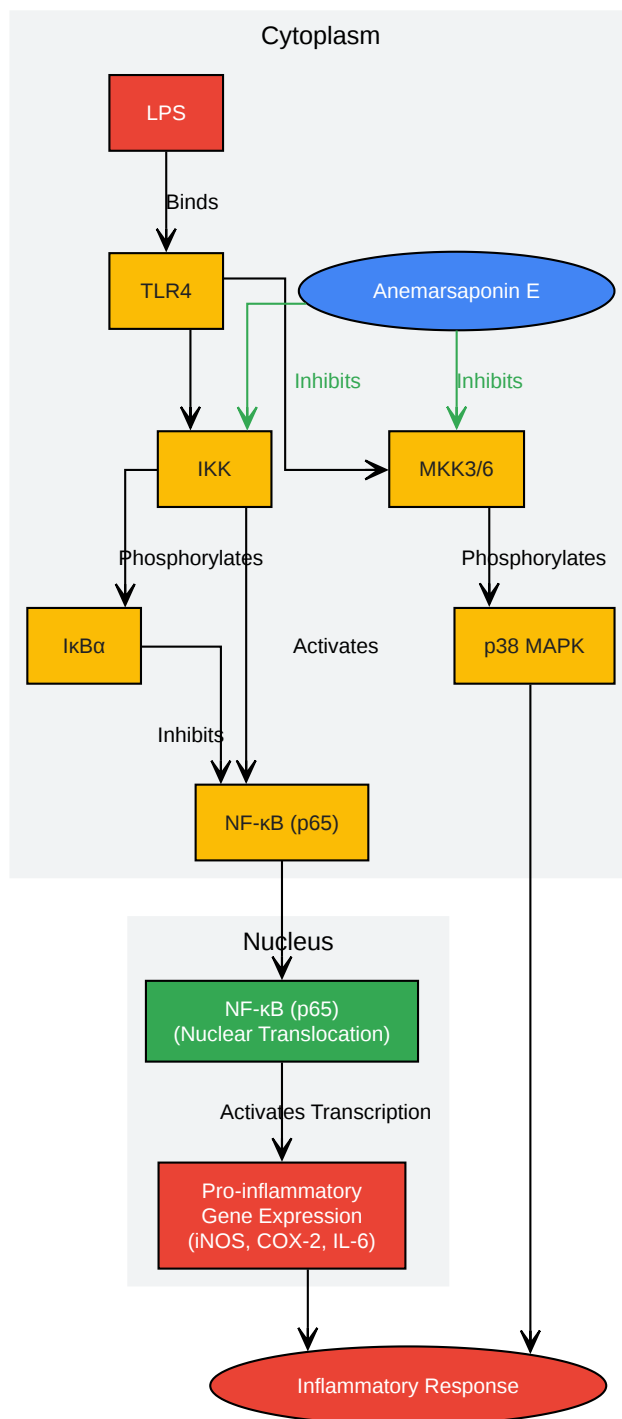 Cytoplasm
LPS
Binds
TLR4
Anemarsaponin E
Inhibits
Inhibits
IKK
MKK3/6
Phosphorylates
Phosphorylates
IκBα
Activates
p38 MAPK
Inhibits
NF-κB (p65)
Nucleus
NF-κB (p65)
(Nuclear Translocation)
Activates Transcription
Pro-inflammatory
Gene Expression
(iNOS, COX-2, IL-6)
Inflammatory Response